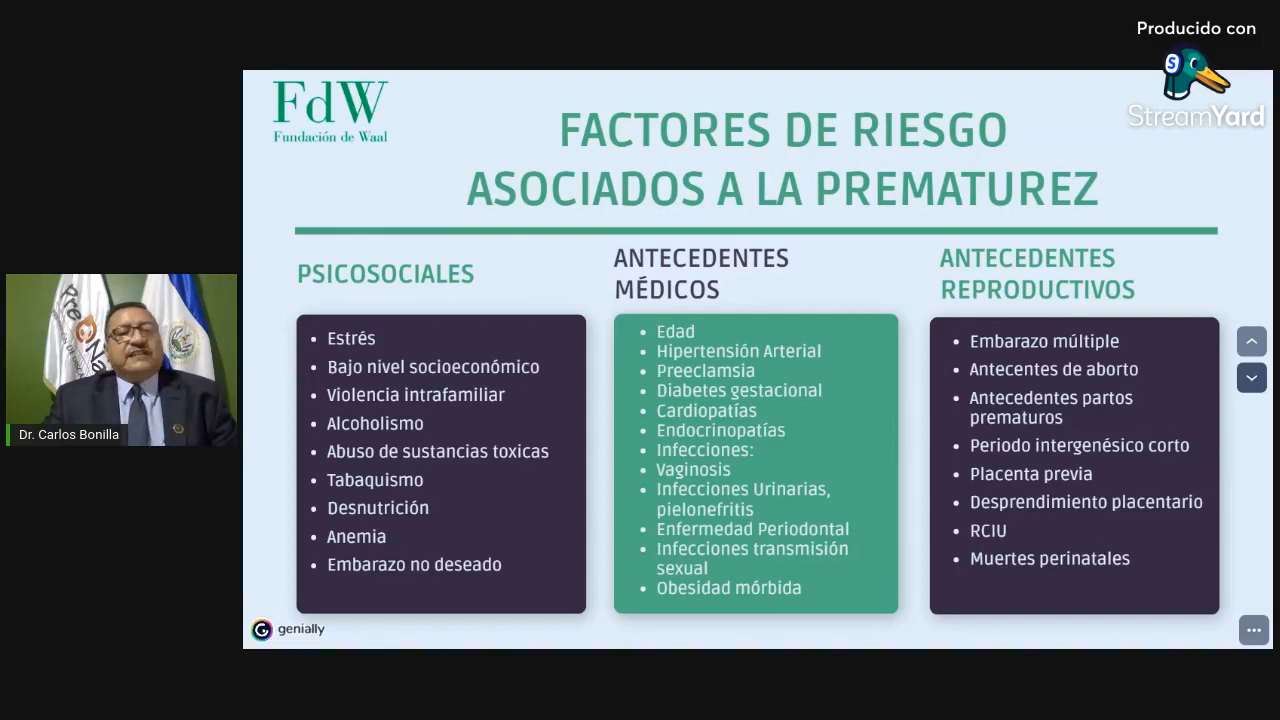 Producido con
StreamYard
FdW
Fundación de Waal
FACTORES DE RIESGO
ASOCIADOS A LA PREMATUREZ
PSICOSOCIALES
• Estrés
• Bajo nivel socioeconómico
• Violencia intrafamiliar
• Alcoholismo
• Abuso de sustancias toxicas
• Tabaquismo
• Desnutrición
• Anemia
• Embarazo no deseado
ANTECEDENTES
MÉDICOS
• Edad
• Hipertensión Arterial
• Preeclamsia
• Diabetes gestacional
• Cardiopatías
• Endocrinopatías
• Infecciones:
• Vaginosis
• Infecciones Urinarias,
pielonefritis
• Enfermedad Periodontal
• Infecciones transmisión
sexual
• Obesidad mórbida
ANTECEDENTES
REPRODUCTIVOS
• Embarazo múltiple
• Antecentes de aborto
• Antecedentes partos
prematuros
• Periodo intergenésico corto
• Placenta previa
• Desprendimiento placentario
• RCIU
• Muertes perinatales
Dr. Carlos Bonilla
genially